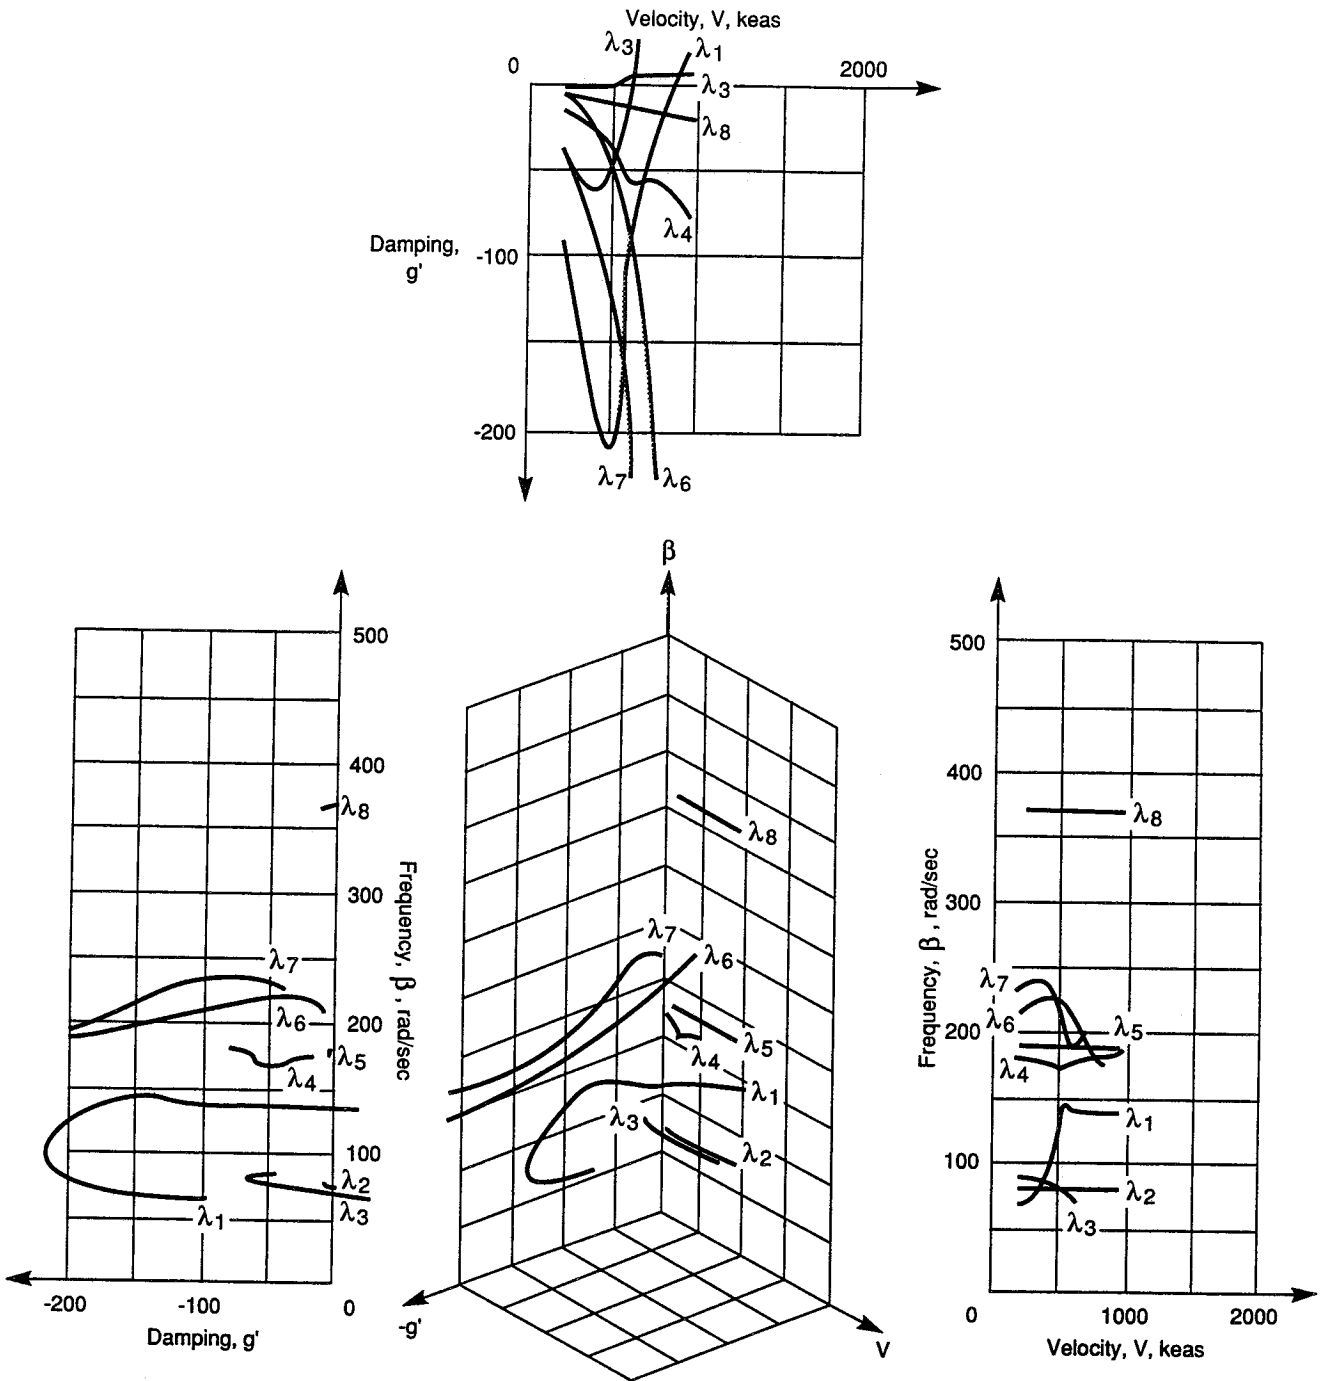 Velocity, V, keas
λ3
λ1
0
2000
λ3
λ8
λ4
Damping,
g'
-100
-200
λ7
λ6
β
500
400
λ8
300
λ7
λ6
200
λ5
λ4
100
λ2
λ3
λ1
-200
-100
0
Damping, g'
Frequency, β, rad/sec
λ8
λ7
λ6
λ5
λ4
λ1
λ3
λ2
-g'
V
500
400
λ8
300
Frequency, β, rad/sec
λ7
λ6
200
λ5
λ4
λ1
100
λ2
λ3
0
1000
2000
Velocity, V, keas